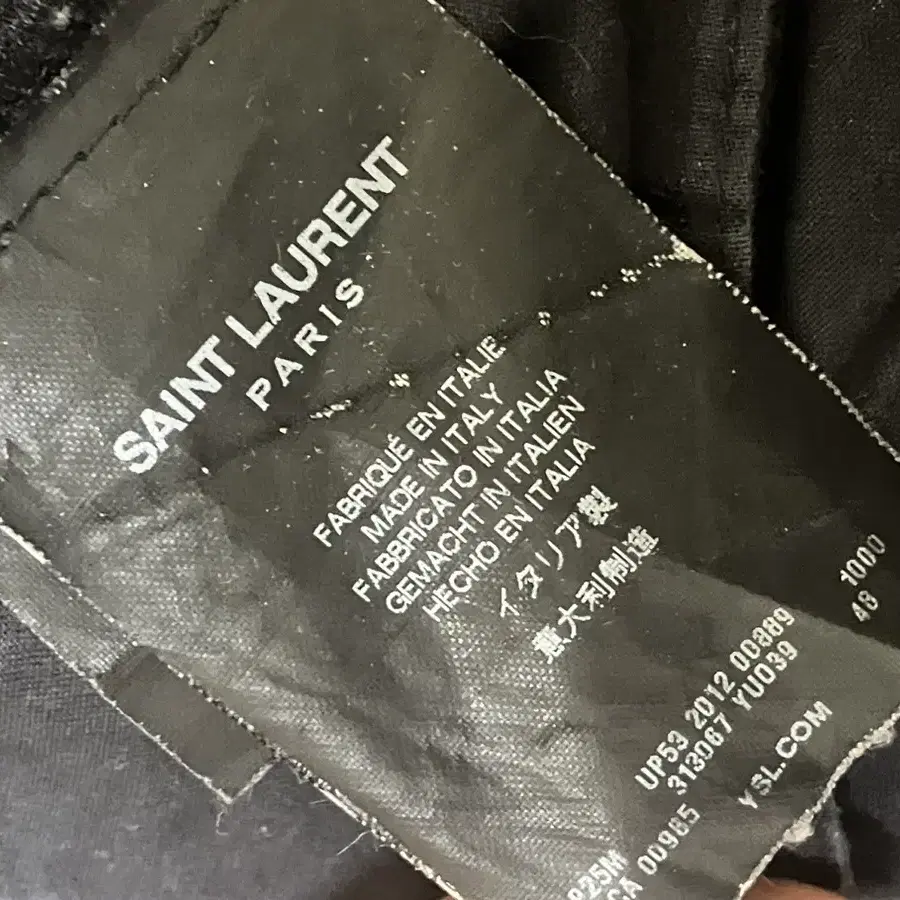 SAINT LAURENT
PARIS
FABRIQUÉ EN ITALIE
MADE IN ITALY
FABBRICATO IN ITALIA
GEMACHT IN ITALIEN
HECHO EN ITALIA
イタリア製
意大利制造
UP53 2012 00989 1000
313067 YU039 48
025M
CA 00985 YSL.COM